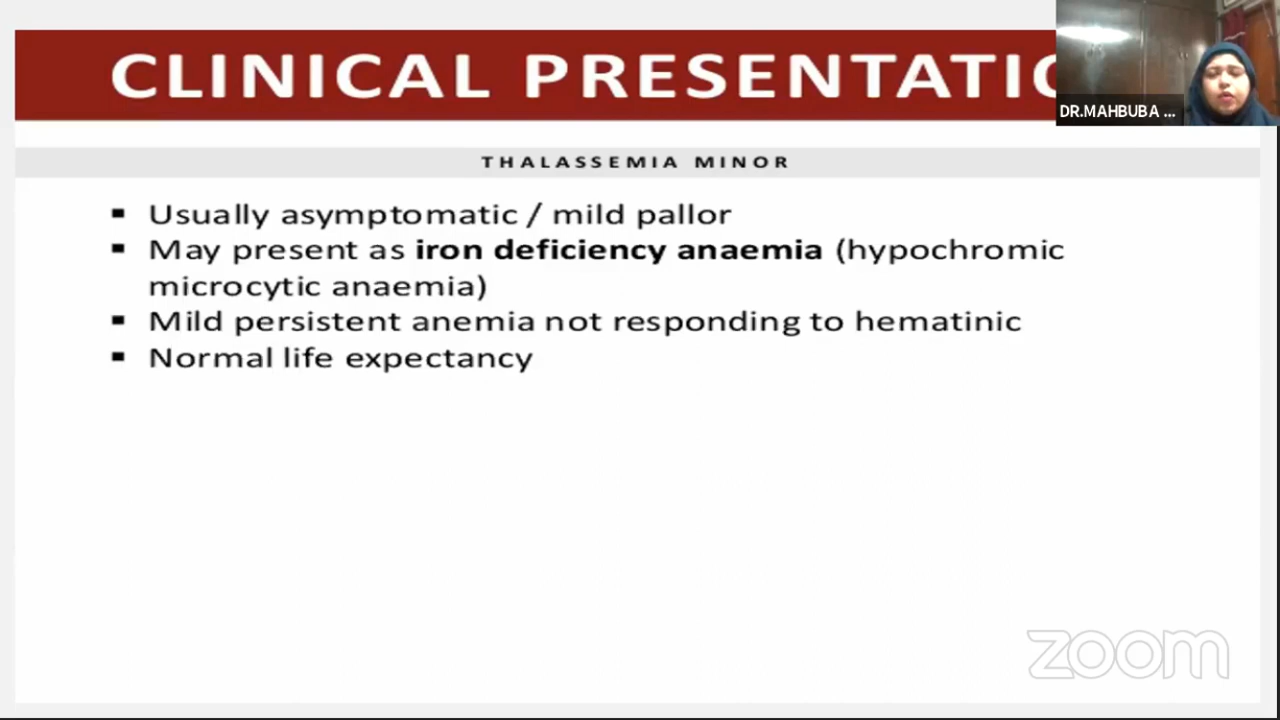 CLINICAL PRESENTATIO
DR.MAHBUBA ...
THALASSEMIA MINOR
Usually asymptomatic / mild pallor
May present as iron deficiency anaemia (hypochromic
microcytic anaemia)
Mild persistent anemia not responding to hematinic
Normal life expectancy
zoom